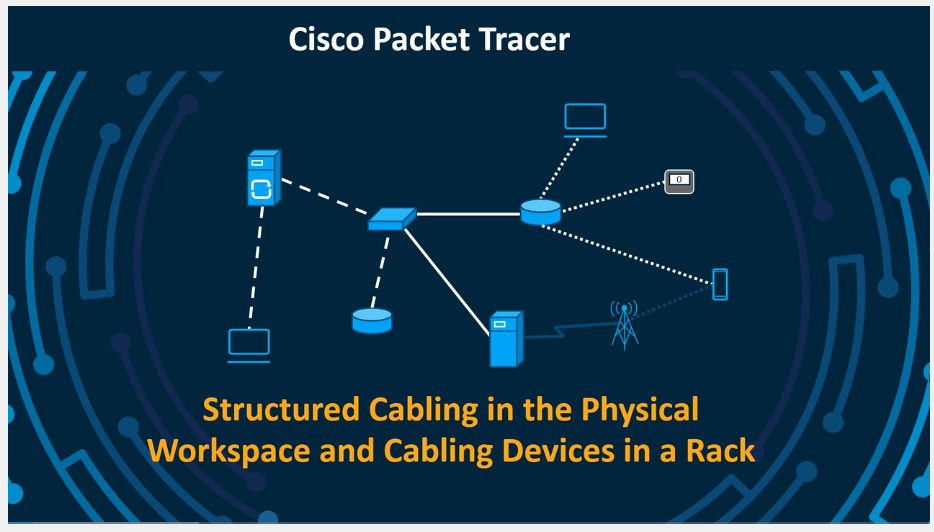 Cisco Packet Tracer
0
Structured Cabling in the Physical
Workspace and Cabling Devices in a Rack